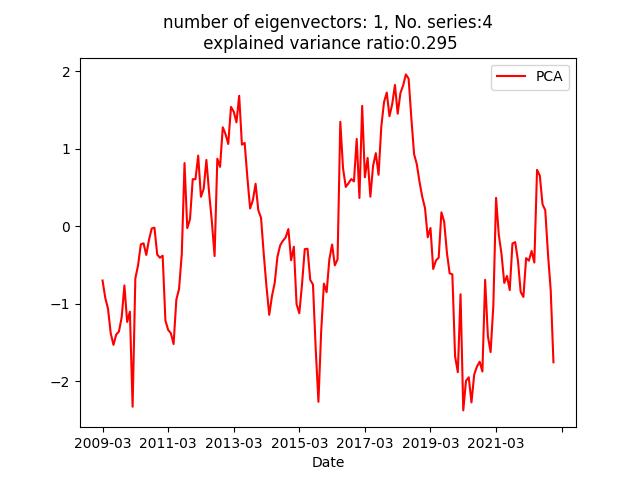 number of eigenvectors: 1, No. series:4
explained variance ratio:0.295
PCA
2
1
0
−1
−2
2009-03 2011-03 2013-03 2015-03 2017-03 2019-03 2021-03
Date